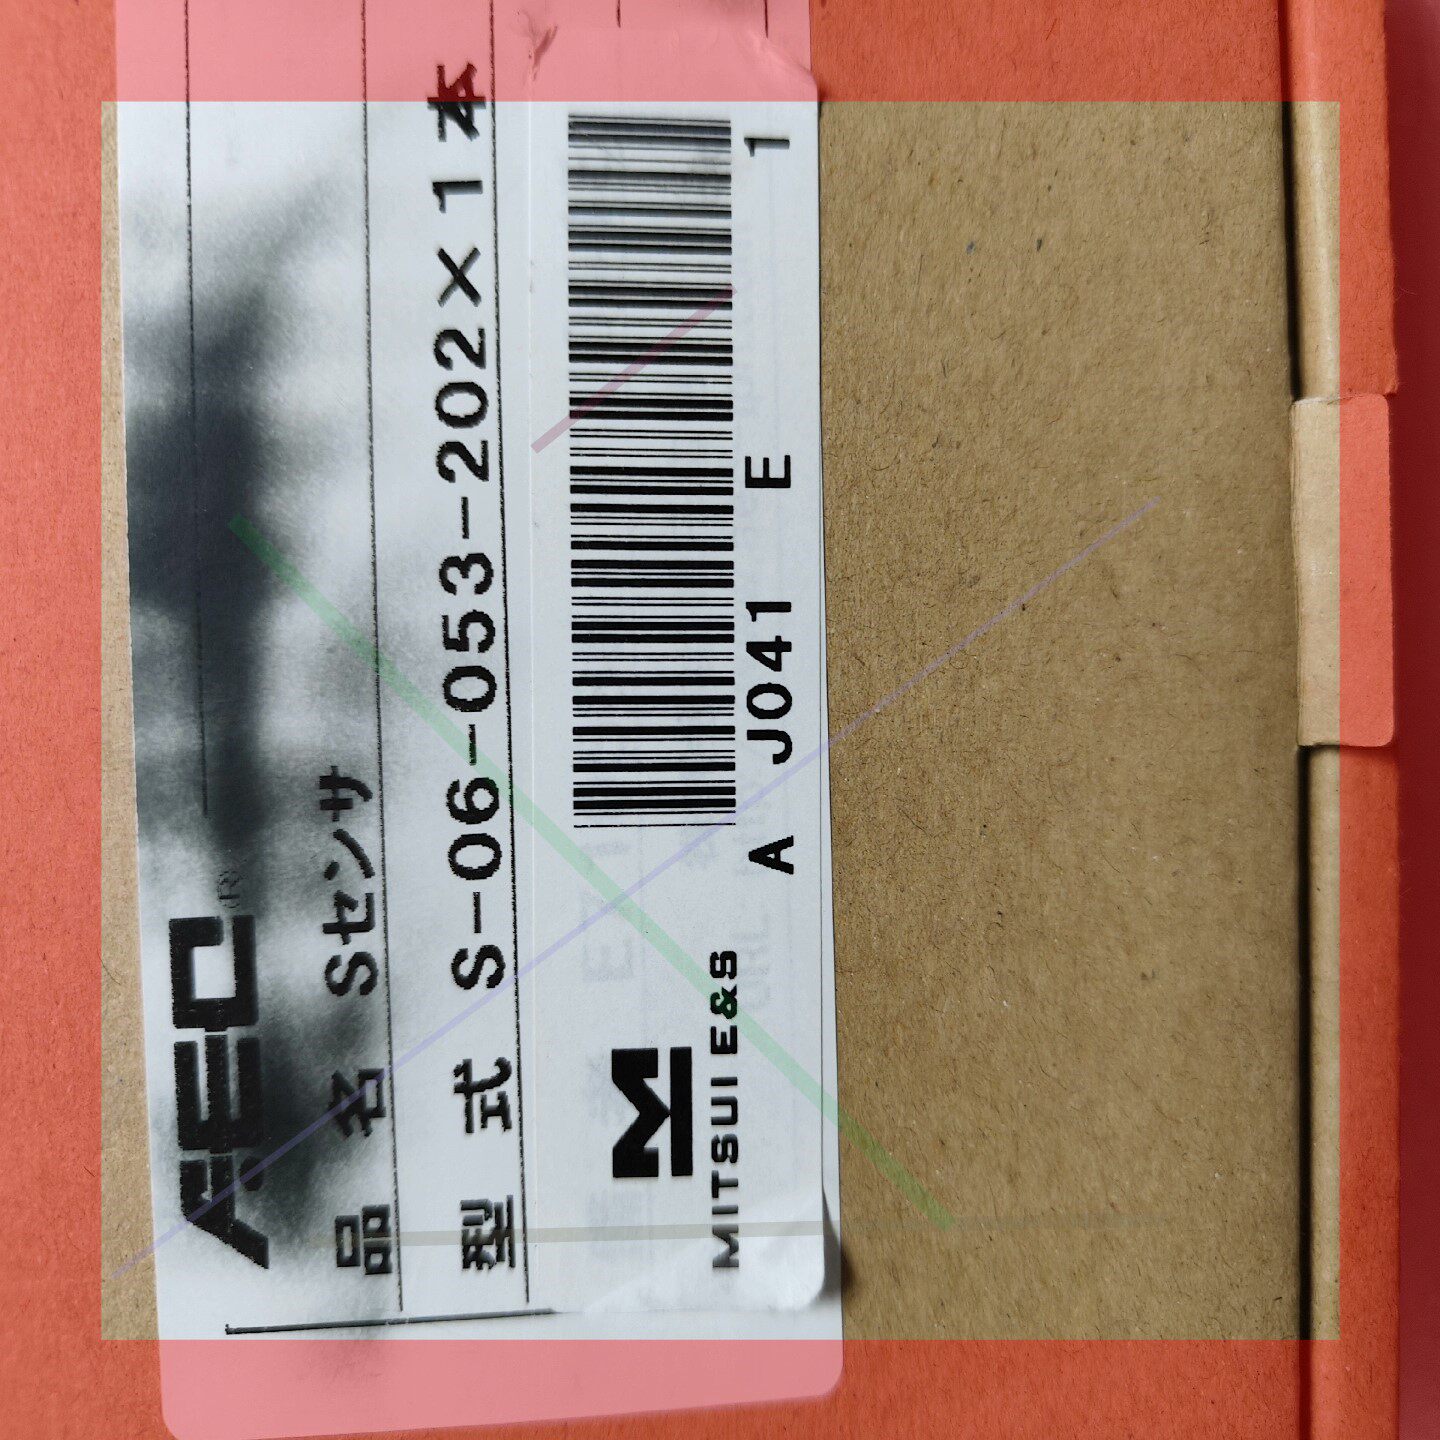 AEC®
品名 Sセンサ
型式 S-06-053-202×1本
MITSUI E&S
A J041 E 1